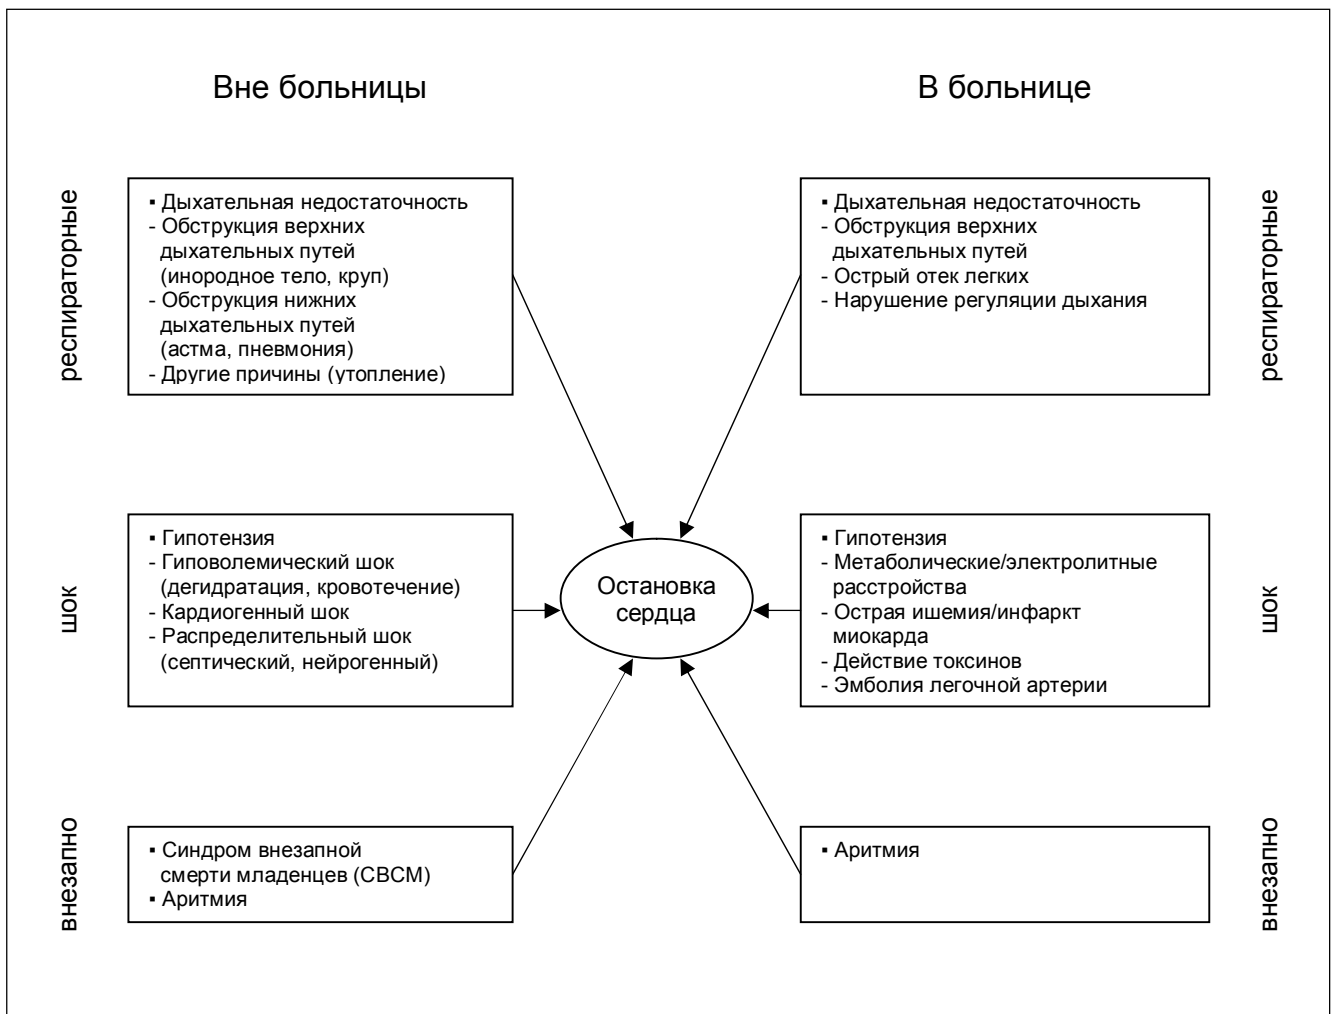 Вне больницы
В больнице
респираторные
▪ Дыхательная недостаточность
- Обструкция верхних
дыхательных путей
(инородное тело, круп)
- Обструкция нижних
дыхательных путей
(астма, пневмония)
- Другие причины (утопление)
▪ Дыхательная недостаточность
- Обструкция верхних
дыхательных путей
- Острый отек легких
- Нарушение регуляции дыхания
респираторные
шок
▪ Гипотензия
- Гиповолемический шок
(дегидратация, кровотечение)
- Кардиогенный шок
- Распределительный шок
(септический, нейрогенный)
Остановка
сердца
▪ Гипотензия
- Метаболические/электролитные
расстройства
- Острая ишемия/инфаркт
миокарда
- Действие токсинов
- Эмболия легочной артерии
шок
внезапно
▪ Синдром внезапной
смерти младенцев (СВСМ)
▪ Аритмия
▪ Аритмия
внезапно